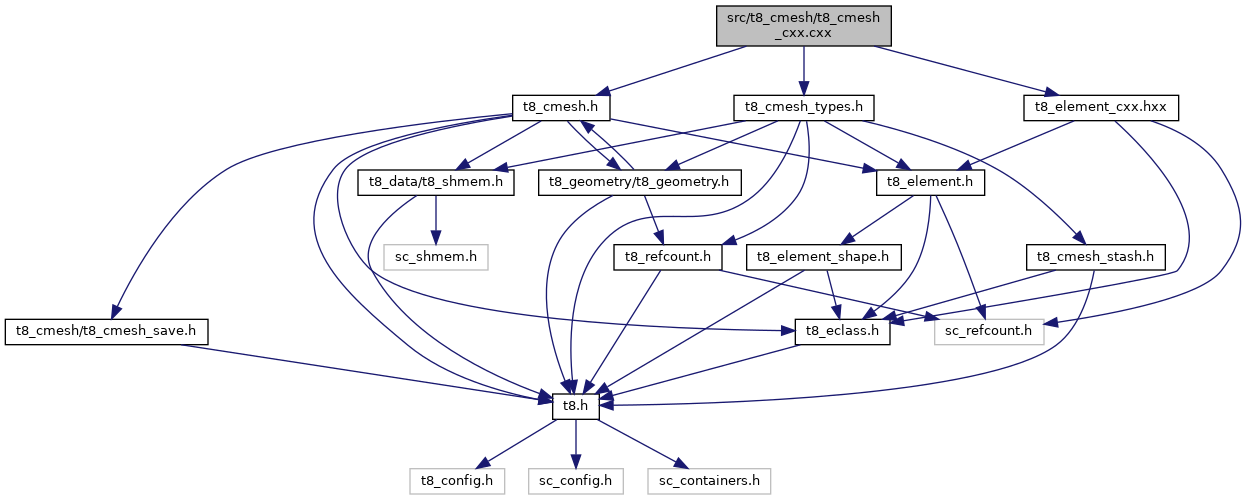 src/t8_cmesh/t8_cmesh
_cxx.cxx
t8_cmesh.h
t8_cmesh_types.h
t8_element_cxx.hxx
t8_data/t8_shmem.h
t8_geometry/t8_geometry.h
t8_element.h
sc_shmem.h
t8_refcount.h
t8_element_shape.h
t8_cmesh_stash.h
t8_cmesh/t8_cmesh_save.h
t8_eclass.h
sc_refcount.h
t8.h
t8_config.h
sc_config.h
sc_containers.h